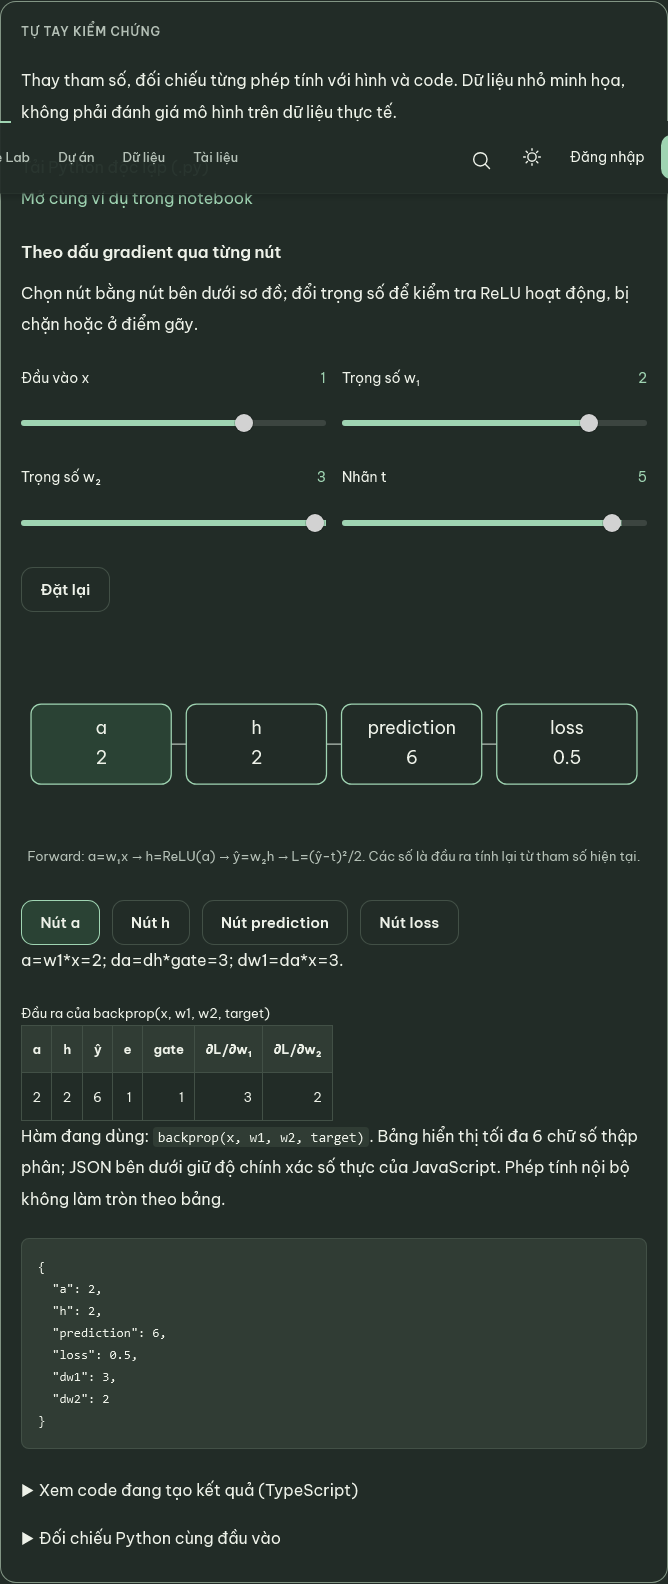 TỰ TAY KIỂM CHỨNG
Thay tham số, đối chiếu từng phép tính với hình và code. Dữ liệu nhỏ minh họa,
không phải đánh giá mô hình trên dữ liệu thực tế.
Tải Python độc lập (.py)
e Lab Dự án Dữ liệu Tài liệu Đăng nhập
Mở cùng ví dụ trong notebook
Theo dấu gradient qua từng nút
Chọn nút bằng nút bên dưới sơ đồ; đổi trọng số để kiểm tra ReLU hoạt động, bị
chặn hoặc ở điểm gãy.
Đầu vào x 1 Trọng số w₁ 2
Trọng số w₂ 3 Nhãn t 5
Đặt lại
a h prediction loss
2 2 6 0.5
Forward: a=w₁x → h=ReLU(a) → ŷ=w₂h → L=(ŷ-t)²/2. Các số là đầu ra tính lại từ tham số hiện tại.
Nút a Nút h Nút prediction Nút loss
a=w1*x=2; da=dh*gate=3; dw1=da*x=3.
Đầu ra của backprop(x, w1, w2, target)
a h ŷ e gate ∂L/∂w₁ ∂L/∂w₂
2 2 6 1 1 3 2
Hàm đang dùng: backprop(x, w1, w2, target). Bảng hiển thị tối đa 6 chữ số thập
phân; JSON bên dưới giữ độ chính xác số thực của JavaScript. Phép tính nội bộ
không làm tròn theo bảng.
{
"a": 2,
"h": 2,
"prediction": 6,
"loss": 0.5,
"dw1": 3,
"dw2": 2
}
▶ Xem code đang tạo kết quả (TypeScript)
▶ Đối chiếu Python cùng đầu vào